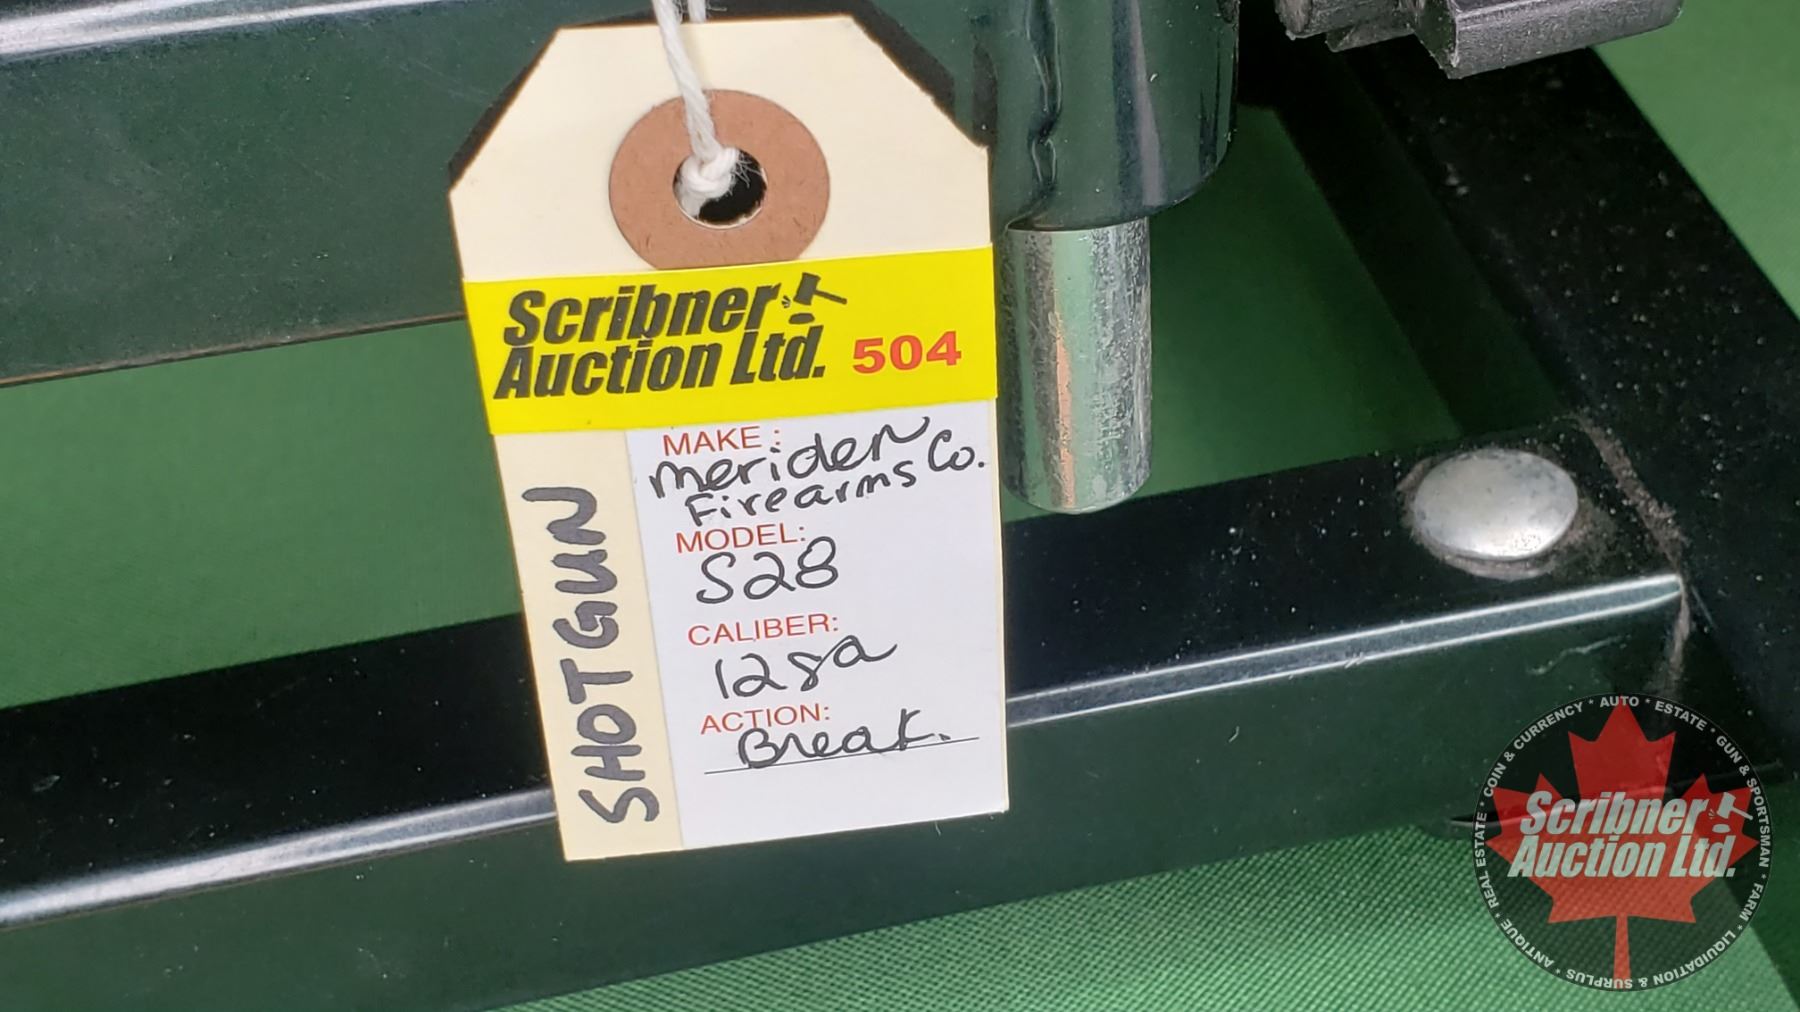 Scribner
Auction Ltd. 504
MAKE:
Meriden
Firearms Co.
MODEL:
S28
CALIBER:
12ga
ACTION:
Break.
SHOTGUN
Scribner
Auction Ltd.
* REAL ESTATE * COIN & CURRENCY * AUTO * ESTATE * GUN & SPORTSMAN * FARM * LIQUIDATION & SURPLUS * ANTIQUE